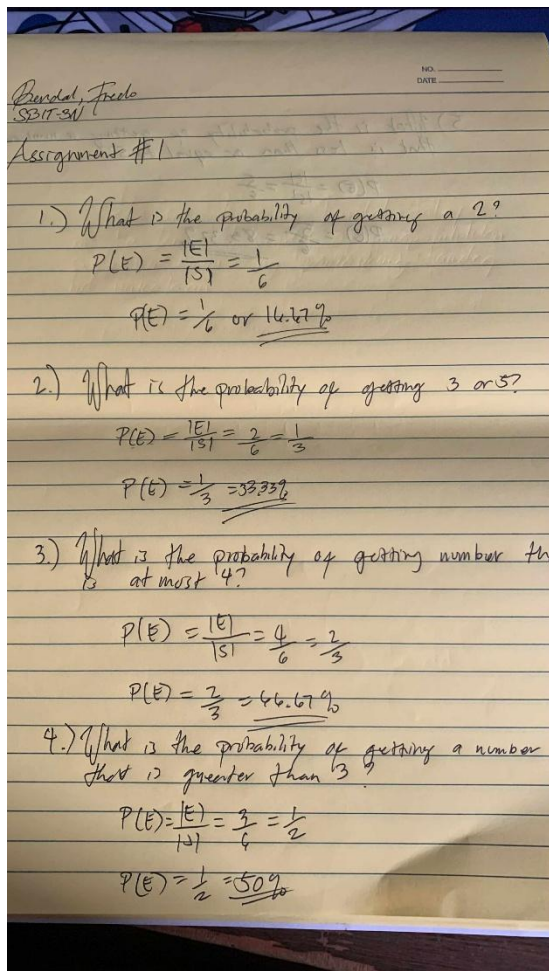 NO.
DATE
Bendal, Fredo
SBIT-3N
Assignment #1
1.) What is the probability of getting a 2?
P(E) = |E|/|S| = 1/6
P(E) = 1/6 or 16.67%
2.) What is the probability of getting 3 or 5?
P(E) = |E|/|S| = 2/6 = 1/3
P(E) = 1/3 = 33.33%
3.) What is the probability of getting number th
is at most 4?
P(E) = |E|/|S| = 4/6 = 2/3
P(E) = 2/3 = 66.67%
4.) What is the probability of getting a number
that is greater than 3?
P(E) = |E|/|S| = 3/6 = 1/2
P(E) = 1/2 = 50%